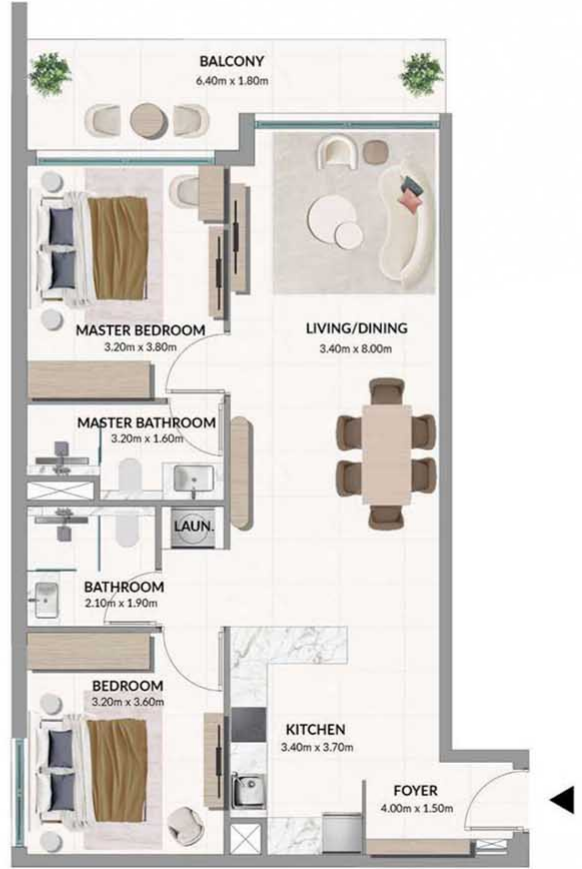 BALCONY
6.40m x 1.80m
MASTER BEDROOM
3.20m x 3.80m
LIVING/DINING
3.40m x 8.00m
MASTER BATHROOM
3.20m x 1.60m
LAUN.
BATHROOM
2.10m x 1.90m
BEDROOM
3.20m x 3.60m
KITCHEN
3.40m x 3.70m
FOYER
4.00m x 1.50m